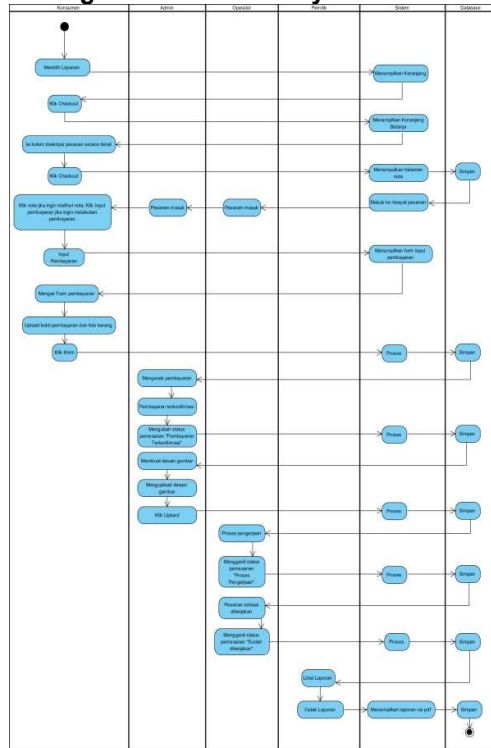 Konsumen
Admin
Operator
Pemilik
Sistem
Database
Memilih Layanan
Menampilkan Keranjang
Klik Checkout
Menampilkan Keranjang
Belanja
Isi kolom deskripsi pesanan secara detail
Klik Checkout
Menampilkan halaman
nota
Simpan
Klik nota jika ingin melihat nota. Klik Input
pembayaran jika ingin melakukan
pembayaran
Pesanan masuk
Pesanan masuk
Masuk ke riwayat pesanan
Input
Pembayaran
Menampilkan form input
pembayaran
Mengisi Form pembayaran
Upload bukti pembayaran dan foto barang
Klik Kirim
Proses
Simpan
Mengecek pembayaran
Pembayaran terkonfirmasi
Mengubah status
pemesanan "Pembayaran
Terkonfirmasi"
Proses
Simpan
Membuat desain gambar
Mengupload desain
gambar
Klik Upload
Proses
Simpan
Proses pengerjaan
Mengganti status
pemesanan
"Proses
Pengerjaan"
Proses
Simpan
Pesanan selesai
dikerjakan
Mengganti status
pemesanan "Sudah
dikerjakan"
Proses
Simpan
Lihat Laporan
Cetak Laporan
Menampilkan laporan via pdf
Simpan